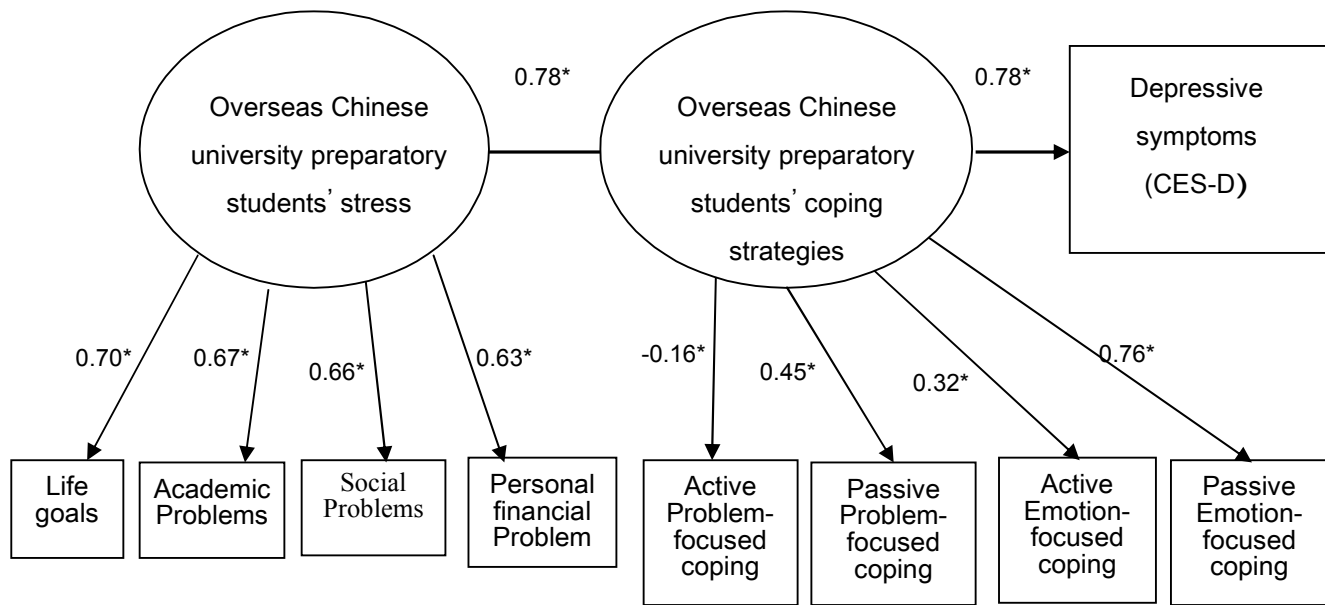 0.78*
0.78*
Overseas Chinese
university preparatory
students’ stress
Overseas Chinese
university preparatory
students’ coping
strategies
Depressive
symptoms
(CES-D)
0.70*
0.67*
0.66*
0.63*
-0.16*
0.45*
0.32*
0.76*
Life
goals
Academic
Problems
Social
Problems
Personal
financial
Problem
Active
Problem-
focused
coping
Passive
Problem-
focused
coping
Active
Emotion-
focused
coping
Passive
Emotion-
focused
coping